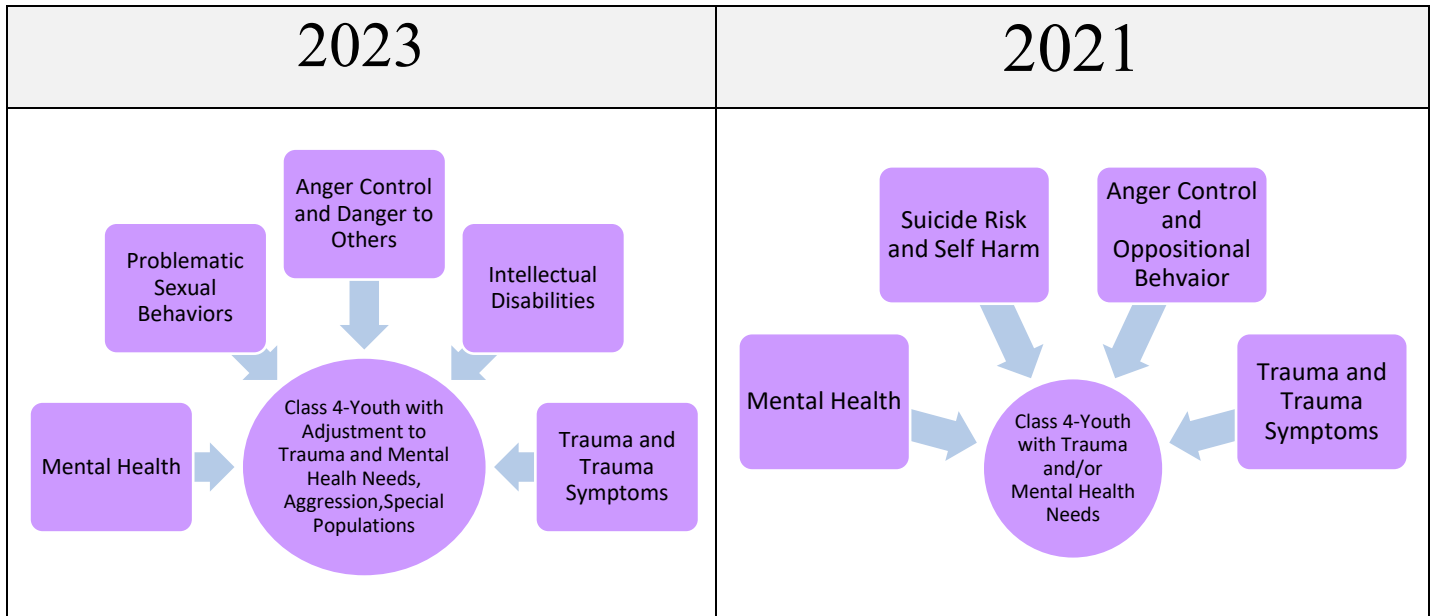 2023
2021
Anger Control
and Danger to
Others
Problematic
Sexual
Behaviors
Intellectual
Disabilities
Mental Health
Class 4-Youth with
Adjustment to
Trauma and Mental
Healh Needs,
Aggression,Special
Populations
Trauma and
Trauma
Symptoms
Suicide Risk
and Self Harm
Anger Control
and
Oppositional
Behvaior
Mental Health
Class 4-Youth
with Trauma
and/or
Mental Health
Needs
Trauma and
Trauma
Symptoms